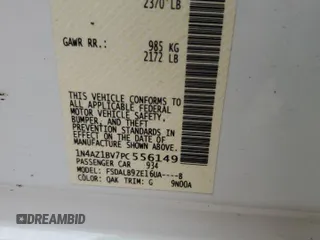 2370 LB
GAWR RR.: 985 KG
2172 LB
THIS VEHICLE CONFORMS TO
ALL APPLICABLE FEDERAL
MOTOR VEHICLE SAFETY,
BUMPER, AND THEFT
PREVENTION STANDARDS IN
EFFECT ON THE DATE OF
MANUFACTURE SHOWN ABOVE.
1N4AZ1BV7PC556149
PASSENGER CAR 934
MODEL: FSDALB9ZE16UA----B
COLOR: QAK TRIM: G 9N00A
DREAMBID